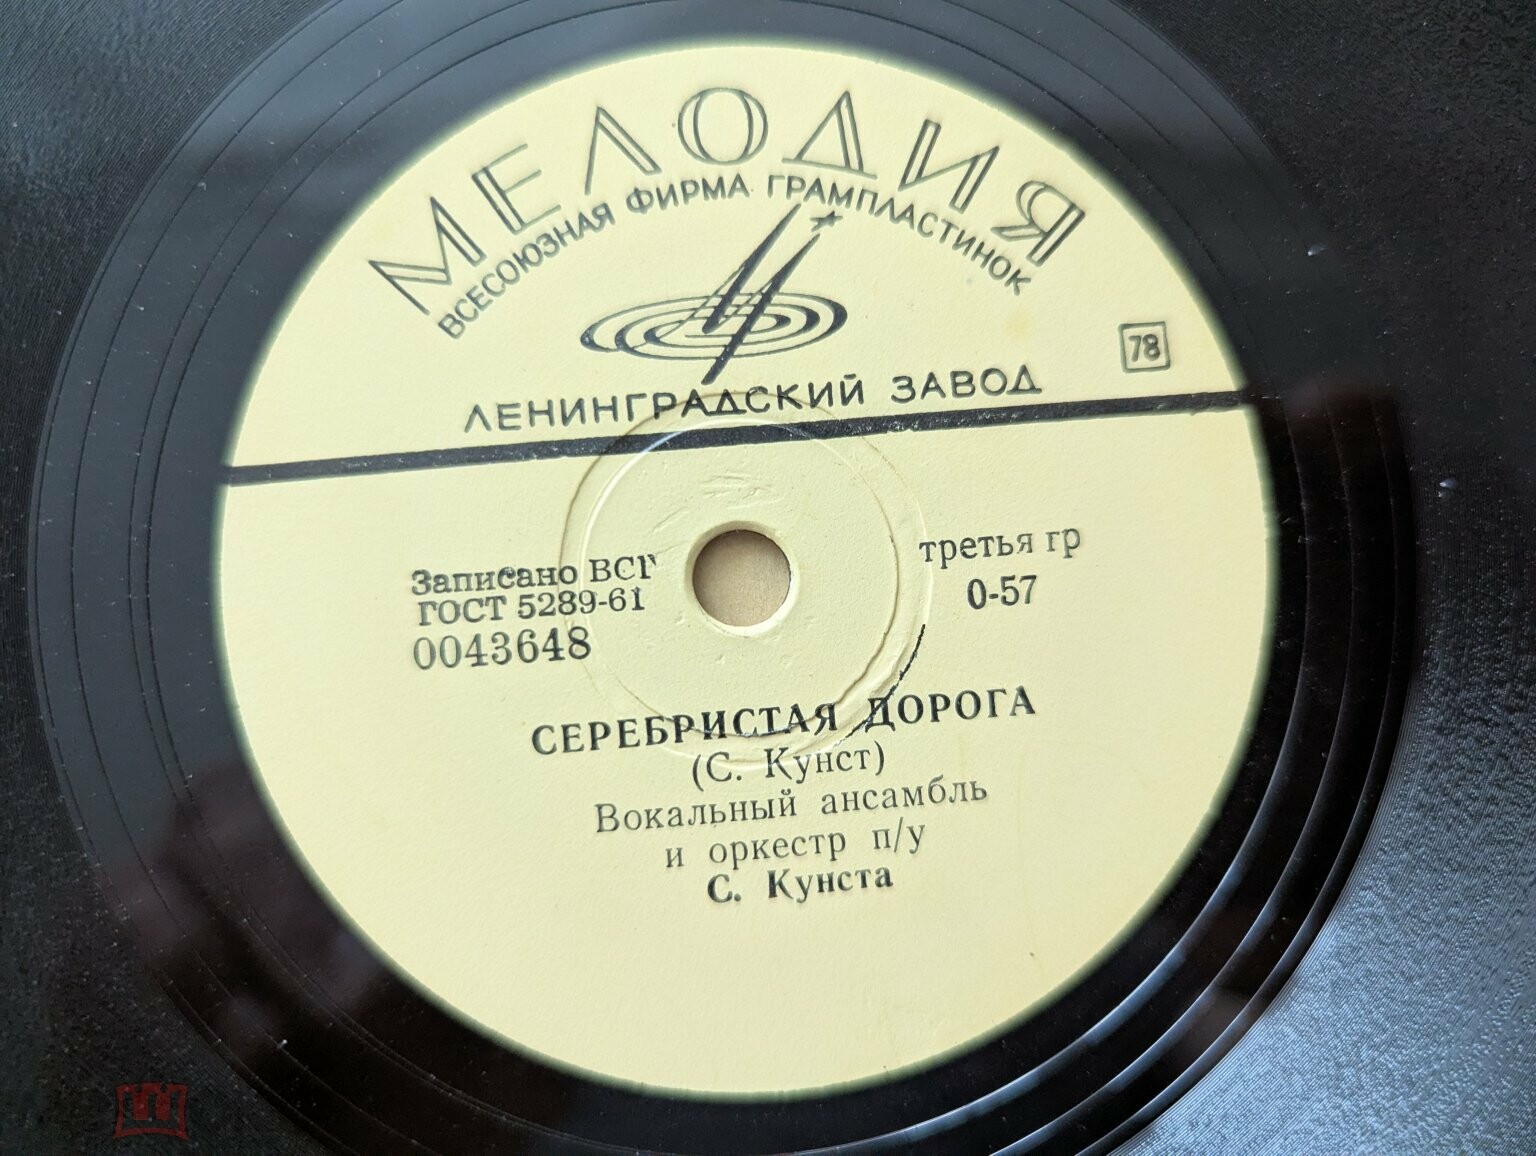 МЕЛОДИЯ
ВСЕСОЮЗНАЯ ФИРМА ГРАМПЛАСТИНОК
78
ЛЕНИНГРАДСКИЙ ЗАВОД
Записано ВСГ
ГОСТ 5289-61
0043648
третья гр
0-57
СЕРЕБРИСТАЯ ДОРОГА
(С. Кунст)
Вокальный ансамбль
и оркестр п/у
С. Кунста